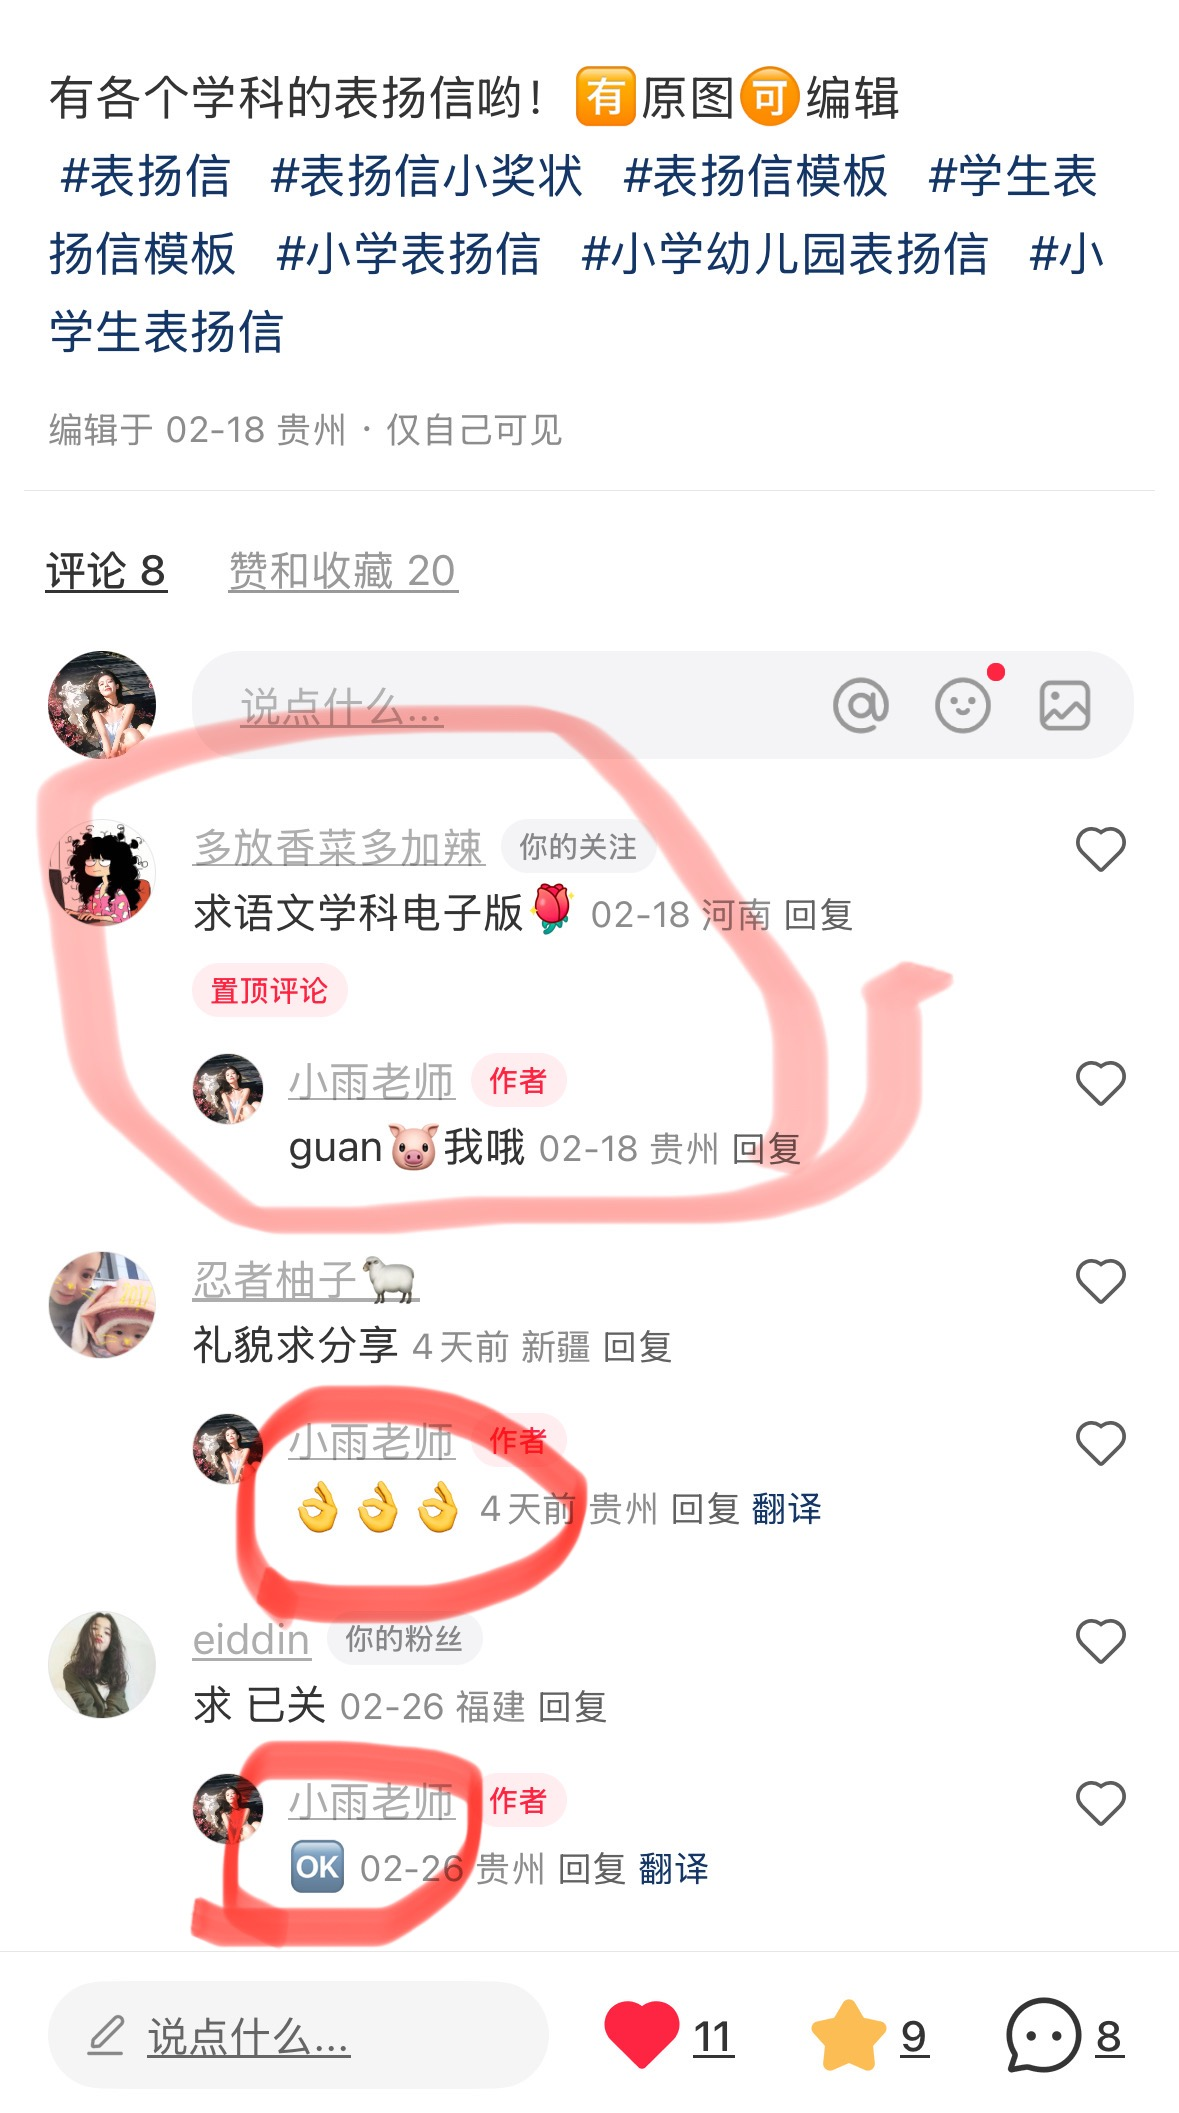 有各个学科的表扬信哟！🈶原图🉑编辑
#表扬信 #表扬信小奖状 #表扬信模板 #学生表
扬信模板 #小学表扬信 #小学幼儿园表扬信 #小
学生表扬信
编辑于 02-18 贵州 · 仅自己可见
评论 8 赞和收藏 20
说点什么...
多放香菜多加辣 你的关注
求语文学科电子版🌹 02-18 河南 回复
置顶评论
小雨老师 作者
guan🐷我哦 02-18 贵州 回复
忍者柚子🐑
礼貌求分享 4天前 新疆 回复
小雨老师 作者
👌👌👌 4天前 贵州 回复 翻译
eiddin 你的粉丝
求 已关 02-26 福建 回复
小雨老师 作者
🆗 02-26 贵州 回复 翻译
说点什么... 11 9 8